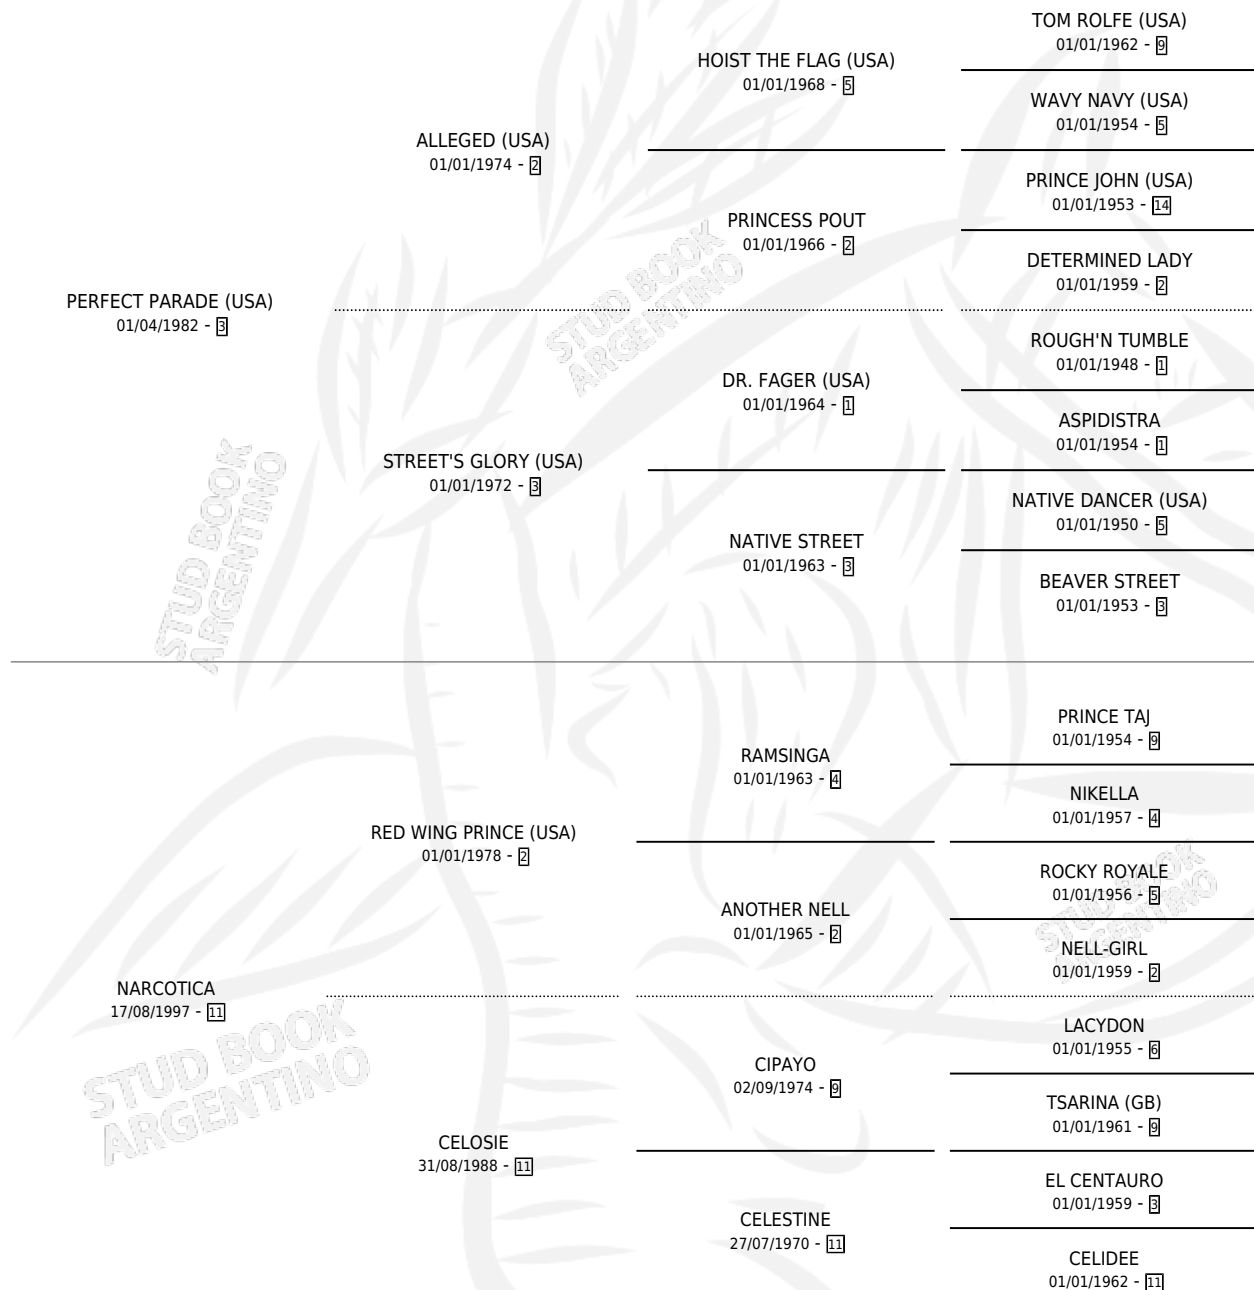 TOM ROLFE (USA)
01/01/1962 - 9
HOIST THE FLAG (USA)
01/01/1968 - 5
WAVY NAVY (USA)
01/01/1954 - 5
ALLEGED (USA)
01/01/1974 - 2
PRINCE JOHN (USA)
01/01/1953 - 14
PRINCESS POUT
01/01/1966 - 2
DETERMINED LADY
01/01/1959 - 2
PERFECT PARADE (USA)
01/04/1982 - 3
STUD BOOK
ARGENTINO
ROUGH'N TUMBLE
01/01/1948 - 1
DR. FAGER (USA)
01/01/1964 - 1
ASPIDISTRA
01/01/1954 - 1
STREET'S GLORY (USA)
01/01/1972 - 3
NATIVE DANCER (USA)
01/01/1950 - 5
NATIVE STREET
01/01/1963 - 3
BEAVER STREET
01/01/1953 - 3
STUD BOOK
ARGENTINO
PRINCE TAJ
01/01/1954 - 9
RAMSINGA
01/01/1963 - 4
NIKELLA
01/01/1957 - 4
RED WING PRINCE (USA)
01/01/1978 - 2
ROCKY ROYALE
01/01/1956 - 5
ANOTHER NELL
01/01/1965 - 2
STUD BOOK
ARGENTINO
NELL-GIRL
01/01/1959 - 2
NARCOTICA
17/08/1997 - 11
LACYDON
01/01/1955 - 6
CIPAYO
02/09/1974 - 9
STUD BOOK
ARGENTINO
TSARINA (GB)
01/01/1961 - 9
CELOSIE
31/08/1988 - 11
EL CENTAURO
01/01/1959 - 3
CELESTINE
27/07/1970 - 11
CELIDEE
01/01/1962 - 11